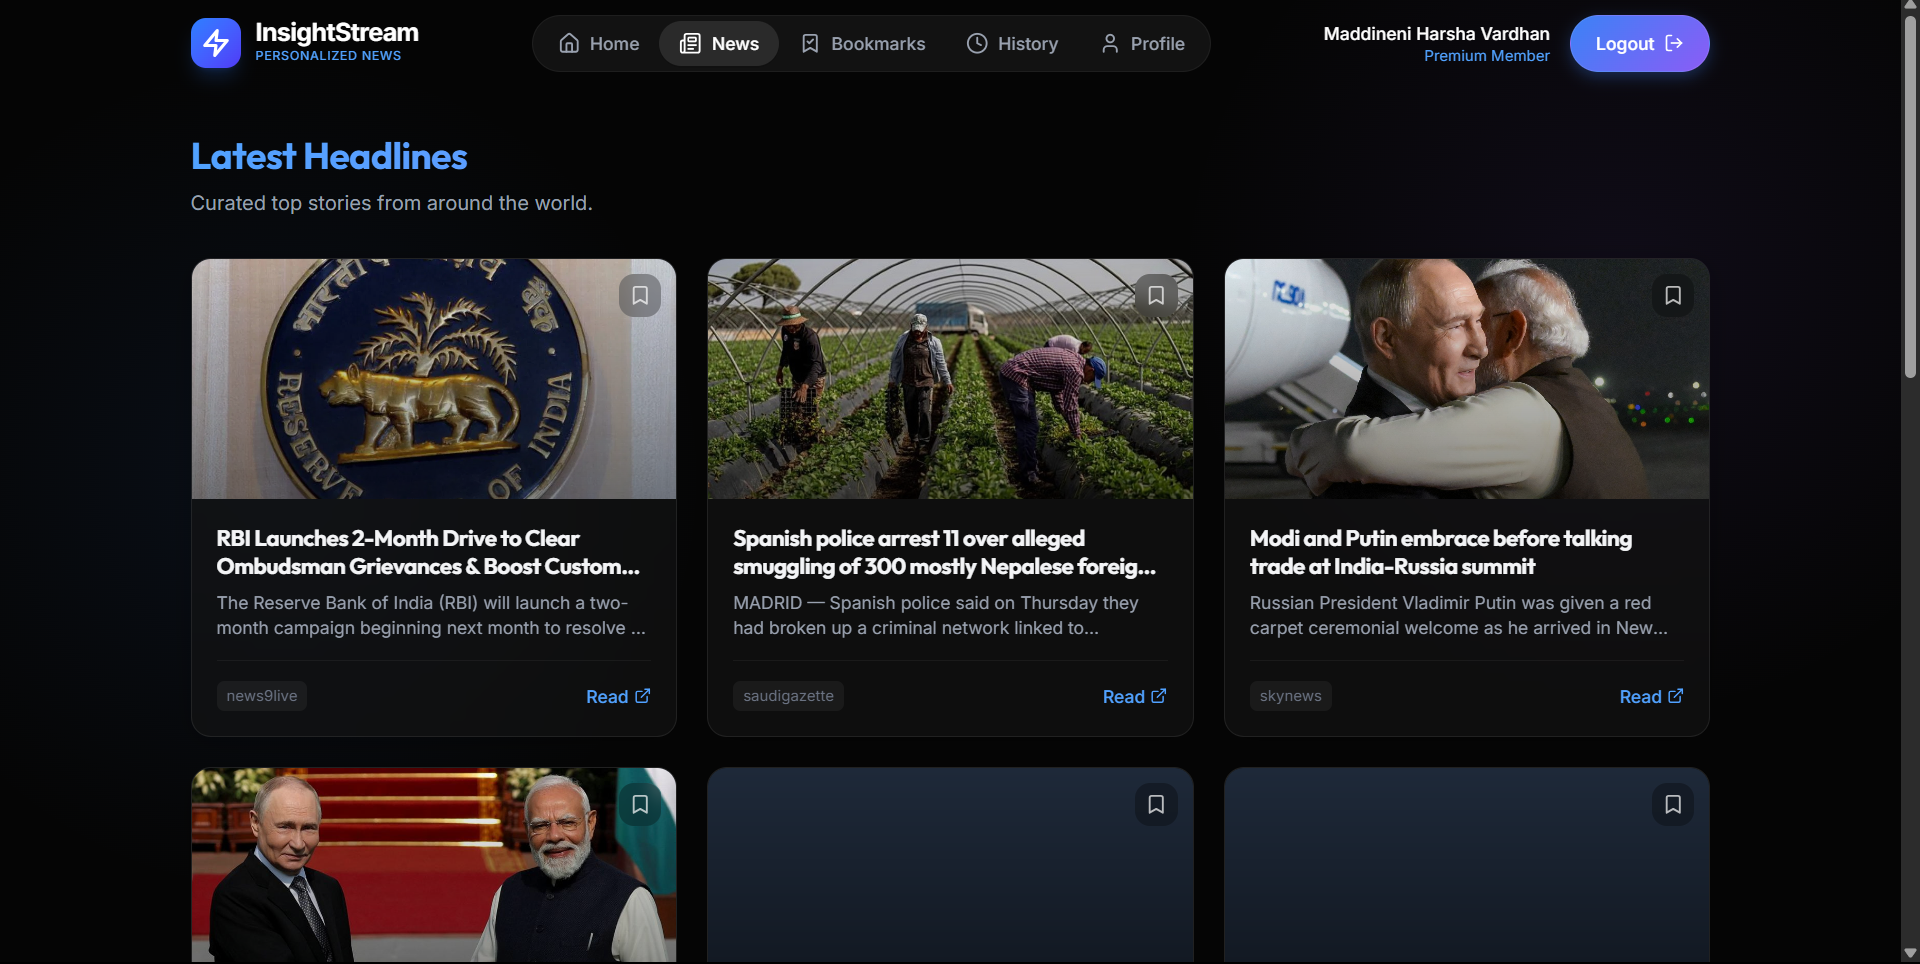 InsightStream
PERSONALIZED NEWS
Home
News
Bookmarks
History
Profile
Maddineni Harsha Vardhan
Premium Member
Logout
Latest Headlines
Curated top stories from around the world.
RESERVE OF INDIA
RBI Launches 2-Month Drive to Clear
Ombudsman Grievances & Boost Custom...
The Reserve Bank of India (RBI) will launch a two-
month campaign beginning next month to resolve ...
news9live
Read
Spanish police arrest 11 over alleged
smuggling of 300 mostly Nepalese foreig...
MADRID — Spanish police said on Thursday they
had broken up a criminal network linked to...
saudigazette
Read
Modi and Putin embrace before talking
trade at India-Russia summit
Russian President Vladimir Putin was given a red
carpet ceremonial welcome as he arrived in New...
skynews
Read